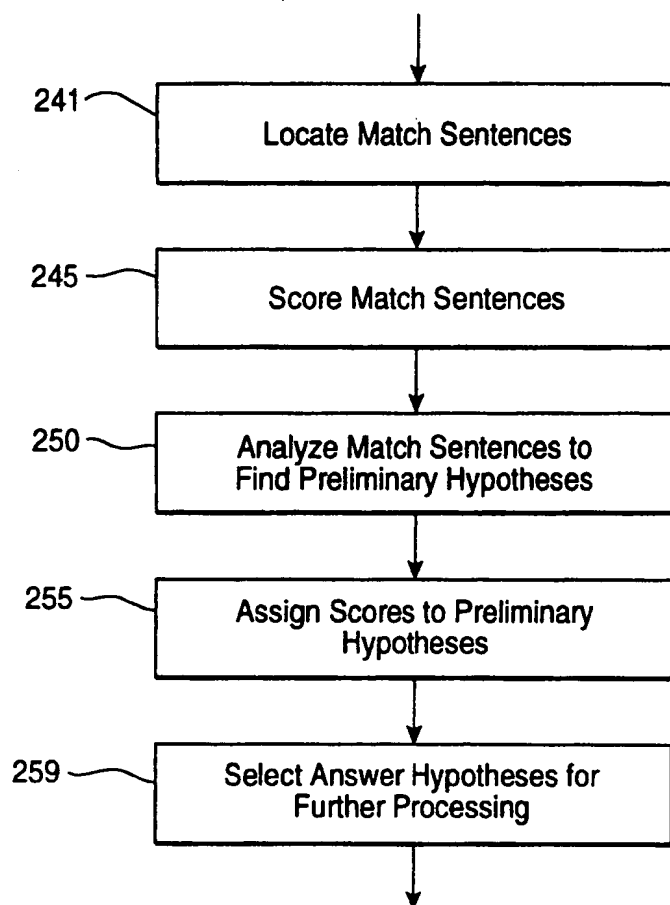 241
Locate Match Sentences
245
Score Match Sentences
250
Analyze Match Sentences to
Find Preliminary Hypotheses
255
Assign Scores to Preliminary
Hypotheses
259
Select Answer Hypotheses for
Further Processing